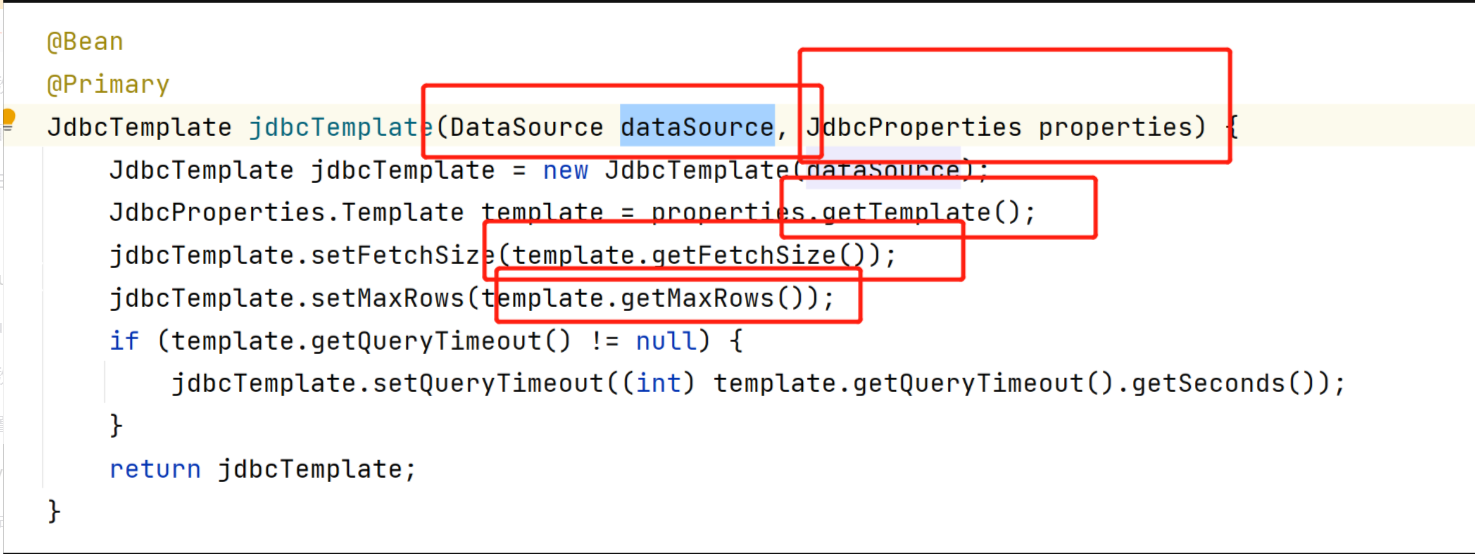 @Bean
@Primary
JdbcTemplate jdbcTemplate(DataSource dataSource, JdbcProperties properties) {
JdbcTemplate jdbcTemplate = new JdbcTemplate(dataSource);
JdbcProperties.Template template = properties.getTemplate();
jdbcTemplate.setFetchSize(template.getFetchSize());
jdbcTemplate.setMaxRows(template.getMaxRows());
if (template.getQueryTimeout() != null) {
jdbcTemplate.setQueryTimeout((int) template.getQueryTimeout().getSeconds());
}
return jdbcTemplate;
}